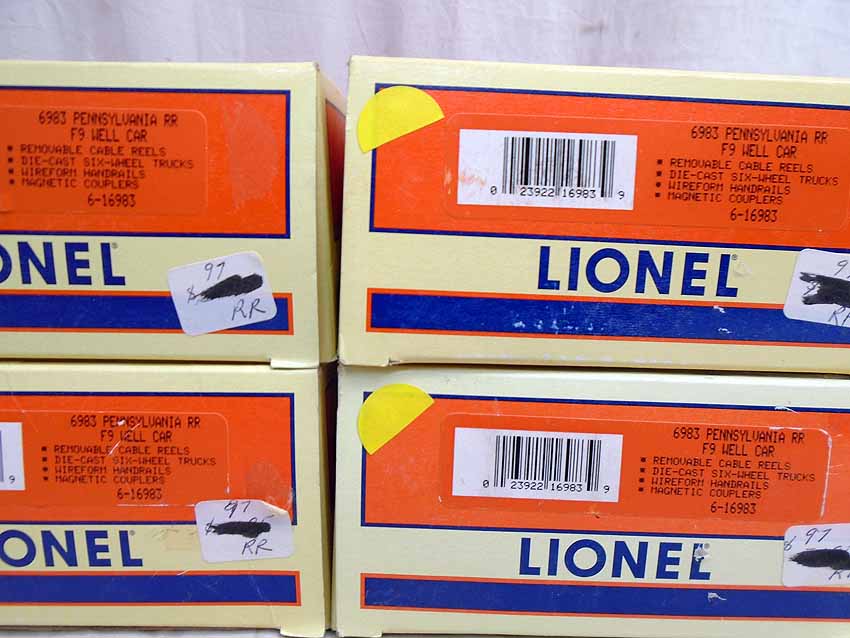 6983 PENNSYLVANIA RR
F9 WELL CAR
▪ REMOVABLE CABLE REELS
▪ DIE-CAST SIX-WHEEL TRUCKS
▪ WIREFORM HANDRAILS
▪ MAGNETIC COUPLERS
6-16983
ONEL
97
RR
6983 PENNSYLVANIA RR
F9 WELL CAR
▪ REMOVABLE CABLE REELS
▪ DIE-CAST SIX-WHEEL TRUCKS
▪ WIREFORM HANDRAILS
▪ MAGNETIC COUPLERS
6-16983
0 23922 16983 9
LIONEL®
6983 PENNSYLVANIA RR
F9 WELL CAR
▪ REMOVABLE CABLE REELS
▪ DIE-CAST SIX-WHEEL TRUCKS
▪ WIREFORM HANDRAILS
▪ MAGNETIC COUPLERS
6-16983
9
ONEL
97
RR
6983 PENNSYLVANIA RR
F9 WELL CAR
▪ REMOVABLE CABLE REELS
▪ DIE-CAST SIX-WHEEL TRUCKS
▪ WIREFORM HANDRAILS
▪ MAGNETIC COUPLERS
6-16983
0 23922 16983 9
LIONEL
97